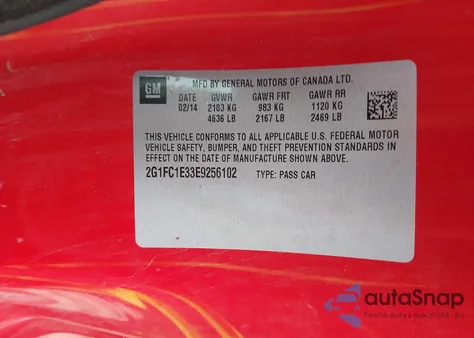 GM
MFD BY GENERAL MOTORS OF CANADA LTD.
DATE GVWR GAWR FRT GAWR RR
02/14 2103 KG 983 KG 1120 KG
4636 LB 2167 LB 2469 LB
THIS VEHICLE CONFORMS TO ALL APPLICABLE U.S. FEDERAL MOTOR
VEHICLE SAFETY, BUMPER, AND THEFT PREVENTION STANDARDS IN
EFFECT ON THE DATE OF MANUFACTURE SHOWN ABOVE.
2G1FC1E33E9256102 TYPE: PASS CAR
autoSnap